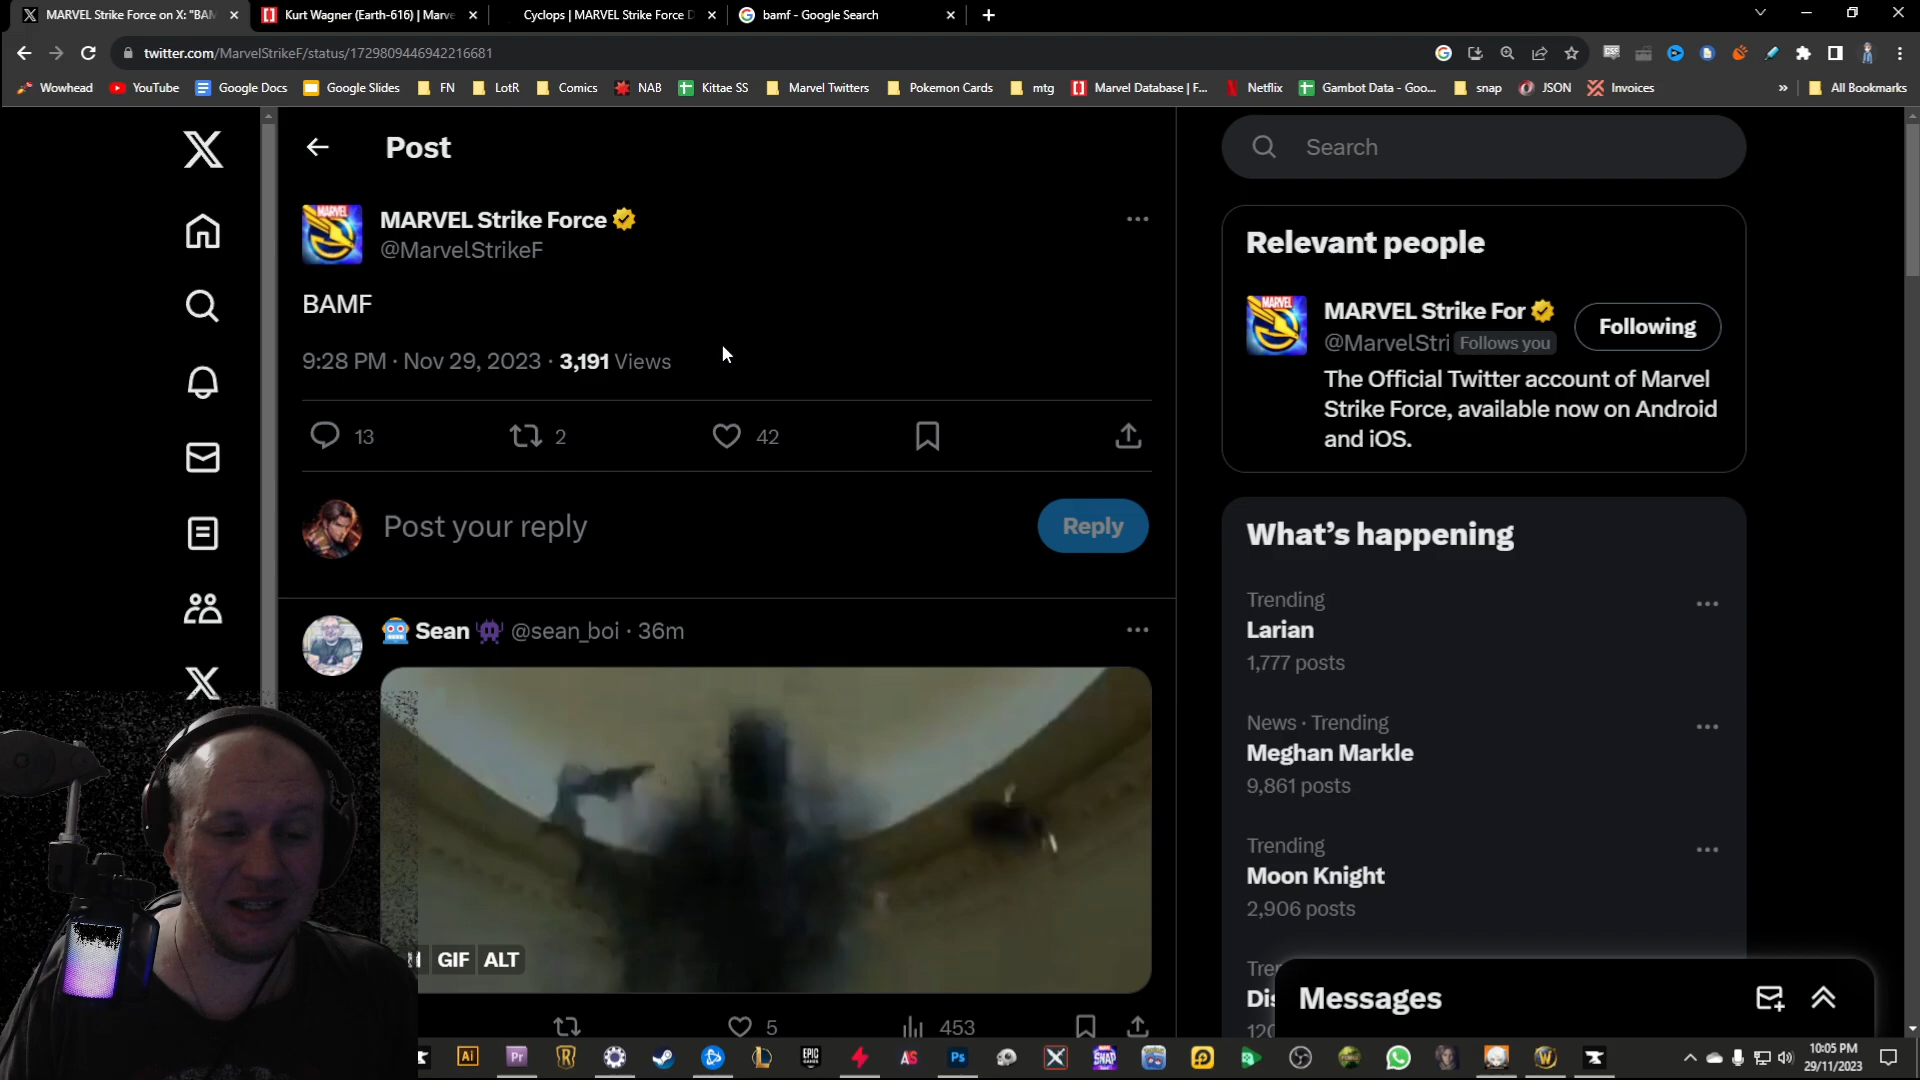 MARVEL Strike Force on X: "BAM
Kurt Wagner (Earth-616) | Marve
Cyclops | MARVEL Strike Force D
bamf - Google Search
twitter.com/MarvelStrikeF/status/1729809446942216681
Wowhead
YouTube
Google Docs
Google Slides
FN
LotR
Comics
NAB
Kittae SS
Marvel Twitters
Pokemon Cards
mtg
Marvel Database | F...
Netflix
Gambot Data - Goo...
snap
JSON
Invoices
»
All Bookmarks
Post
MARVEL Strike Force
@MarvelStrikeF
BAMF
9:28 PM · Nov 29, 2023 · 3,191 Views
13
2
42
Post your reply
Reply
Sean @sean_boi · 36m
GIF
ALT
5
453
Search
Relevant people
MARVEL Strike For
@MarvelStri Follows you
Following
The Official Twitter account of Marvel
Strike Force, available now on Android
and iOS.
What's happening
Trending
Larian
1,777 posts
News · Trending
Meghan Markle
9,861 posts
Trending
Moon Knight
2,906 posts
Messages
10:05 PM
29/11/2023